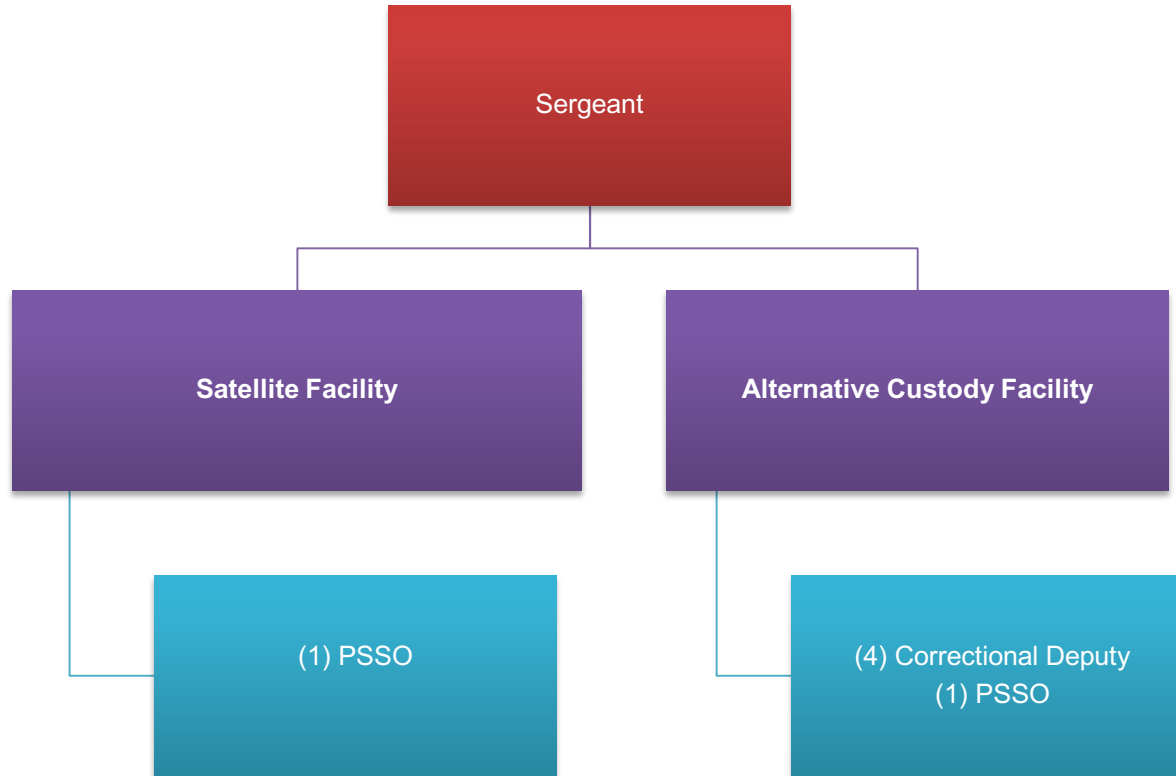 Sergeant
Satellite Facility
Alternative Custody Facility
(1) PSSO
(4) Correctional Deputy
(1) PSSO